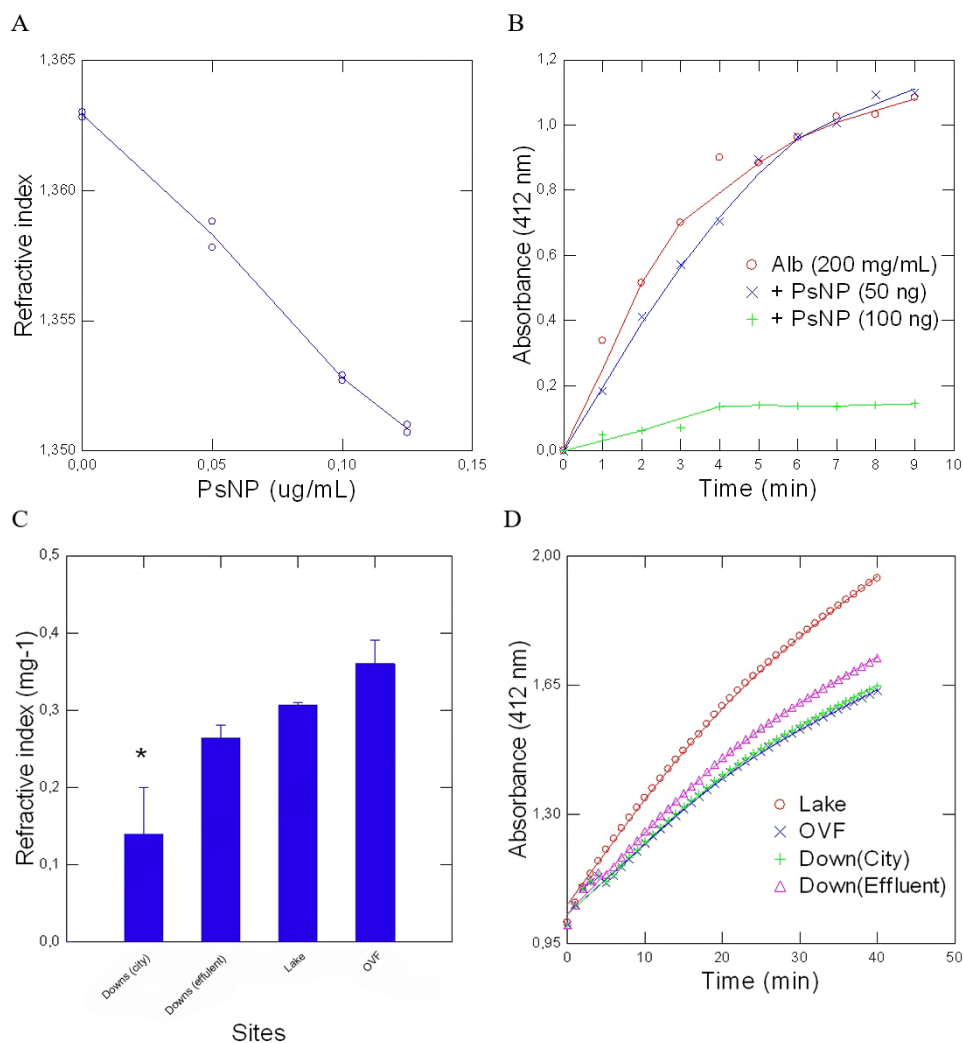 A
1,365
1,360
1,355
1,350
Refractive index
0,00
0,05
0,10
0,15
PsNP (ug/mL)
B
1,2
1,0
0,8
0,6
0,4
0,2
0,0
Absorbance (412 nm)
Alb (200 mg/mL)
+ PsNP (50 ng)
+ PsNP (100 ng)
0 1 2 3 4 5 6 7 8 9 10
Time (min)
C
0,5
0,4
0,3
0,2
0,1
0,0
Refractive index (mg-1)
*
Downs (city)
Downs (effulent)
Lake
OVF
Sites
D
2.00
1.65
1.30
0.95
Absorbance (412 nm)
Lake
OVF
Down(City)
Down(Effluent)
0 10 20 30 40 50
Time (min)